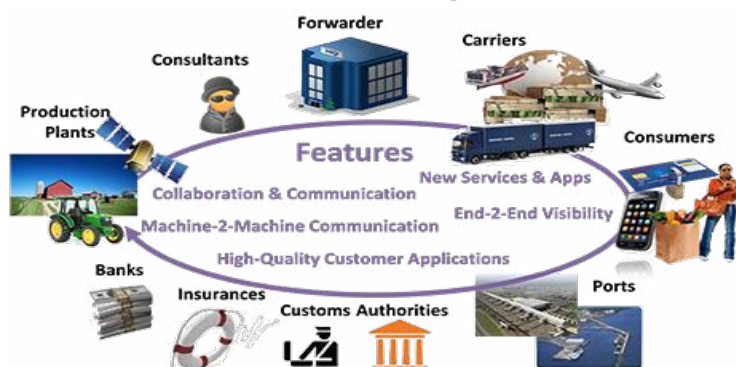 Forwarder
Consultants
Carriers
Production
Plants
Consumers
Features
New Services & Apps
Collaboration & Communication
End-2-End Visibility
Machine-2-Machine Communication
High-Quality Customer Applications
Banks
Insurances
Customs Authorities
Ports